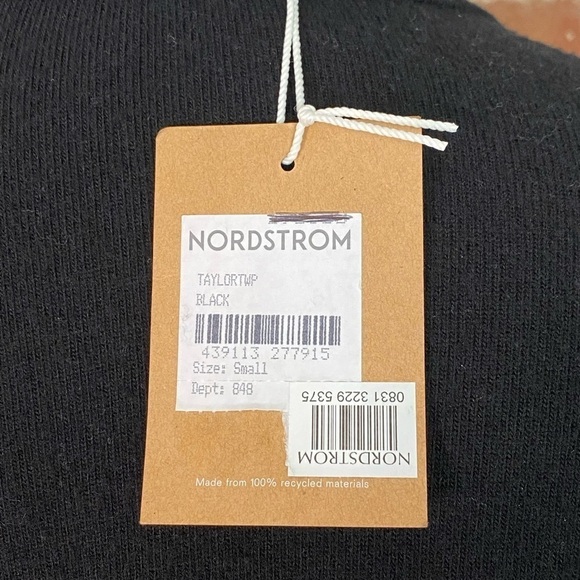 NORDSTROM
TAYLORTWP
BLACK
439113 277915
Size: Small
Dept: 848
0831 3229 5375
NORDSTROM
Made from 100% recycled materials